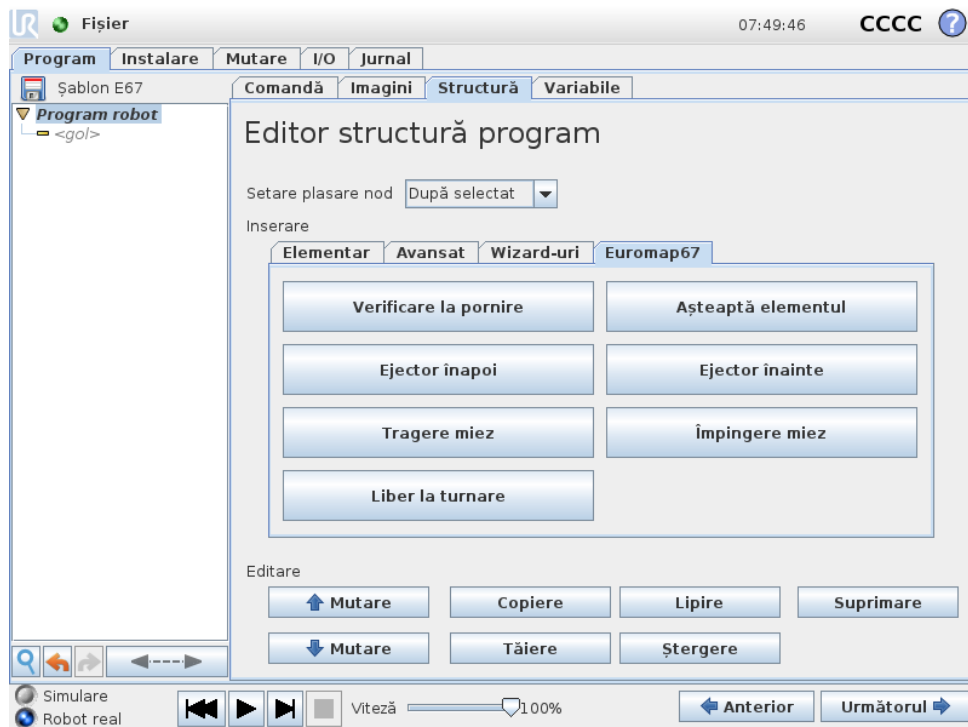 UR Fișier 07:49:46 CCCC ?
Program Instalare Mutare I/O Jurnal
Șablon E67 Comandă Imagini Structură Variabile
Program robot
<gol>
Editor structură program
Setare plasare nod După selectat
Inserare
Elementar Avansat Wizard-uri Euromap67
Verificare la pornire Așteaptă elementul
Ejector înapoi Ejector înainte
Tragere miez Împingere miez
Liber la turnare
Editare
Mutare Copiere Lipire Suprimare
Mutare Tăiere Ștergere
Simulare
Robot real
Viteză 100% Anterior Următorul